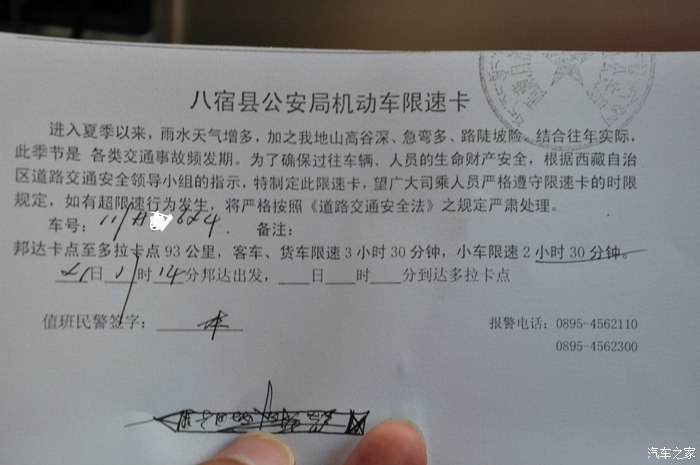 八宿县公安局机动车限速卡
进入夏季以来，雨水天气增多，加之我地山高谷深、急弯多、路陡坡险、结合往年实际，
此季节是 各类交通事故频发期。为了确保过往车辆、人员的生命财产安全，根据西藏自治
区道路交通安全领导小组的指示，特制定此限速卡，望广大司乘人员严格遵守限速卡的时限
规定，如有超限速行为发生，将严格按照《道路交通安全法》之规定严肃处理。
车号： 备注：
邦达卡点至多拉卡点 93 公里，客车、货车限速 3 小时 30 分钟，小车限速 2 小时 30 分钟。
日 时 14 分邦达出发，___日___时___分到达多拉卡点
值班民警签字： 报警电话：0895-4562110
0895-4562300
汽车之家